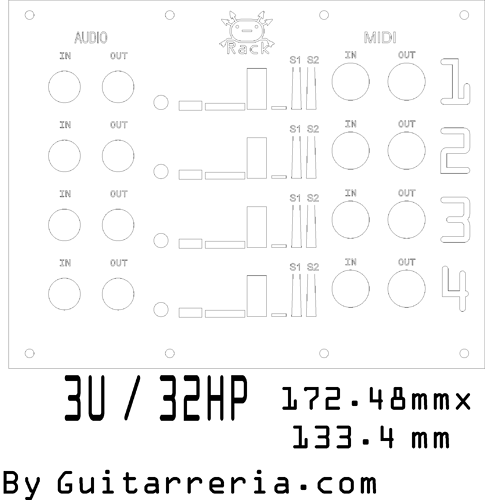 AUDIO Rack MIDI
IN OUT S1 S2 IN OUT 1
IN OUT S1 S2 IN OUT 2
IN OUT S1 S2 IN OUT 3
IN OUT S1 S2 IN OUT 4
3U / 32HP 172.48mmx
133.4 mm
By Guitarreria.com